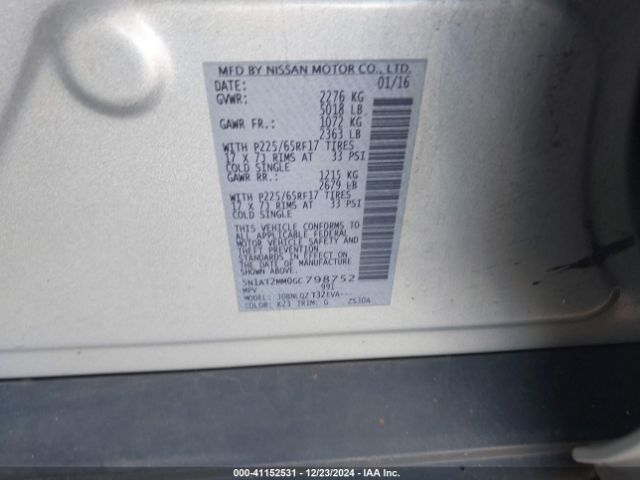 MFD BY NISSAN MOTOR CO., LTD.
DATE: 01/16
GVWR: 2276 KG
5018 LB
GAWR FR.: 1072 KG
2363 LB
WITH P225/65RF17 TIRES
17 X 7J RIMS AT 33 PSI
COLD SINGLE
GAWR RR.: 1215 KG
2679 LB
WITH P225/65RF17 TIRES
17 X 7J RIMS AT 33 PSI
COLD SINGLE
THIS VEHICLE CONFORMS TO
ALL APPLICABLE FEDERAL
MOTOR VEHICLE SAFETY AND
THEFT PREVENTION
STANDARDS IN EFFECT ON
THE DATE OF MANUFACTURE
SHOWN ABOVE.
5N1AT2MM0GC798752
MPV 99I
MODEL: T32EVA--
COLOR: K23 TRIM: G 2530A
000-41152531 - 12/23/2024 - IAA Inc.